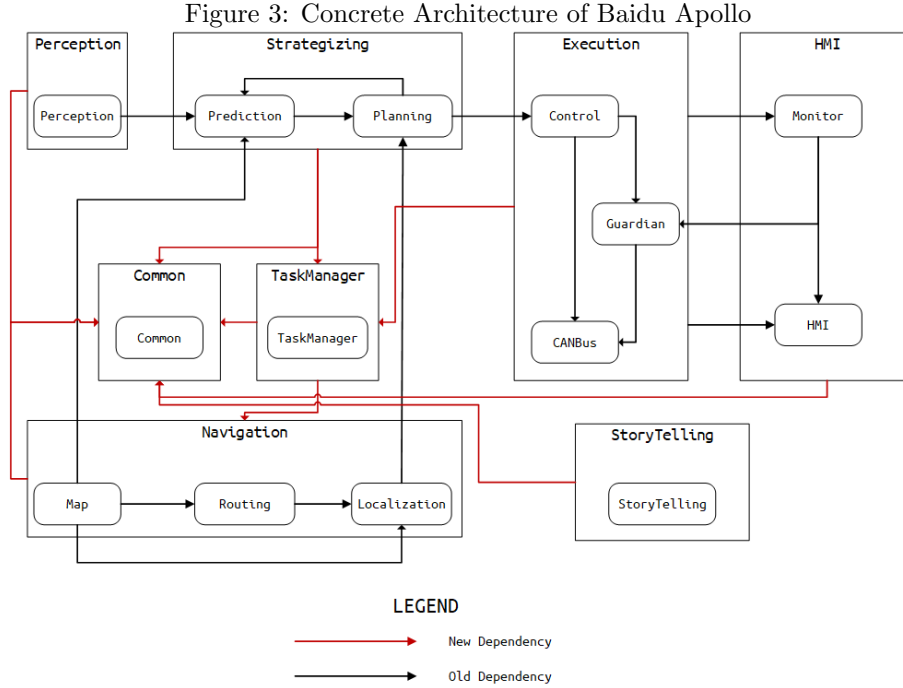 Figure 3: Concrete Architecture of Baidu Apollo
Perception
Strategizing
Execution
HMI
Perception
Prediction
Planning
Control
Monitor
Guardian
Common
TaskManager
Common
TaskManager
CANBus
HMI
Navigation
StoryTelling
Map
Routing
Localization
StoryTelling
LEGEND
New Dependency
Old Dependency